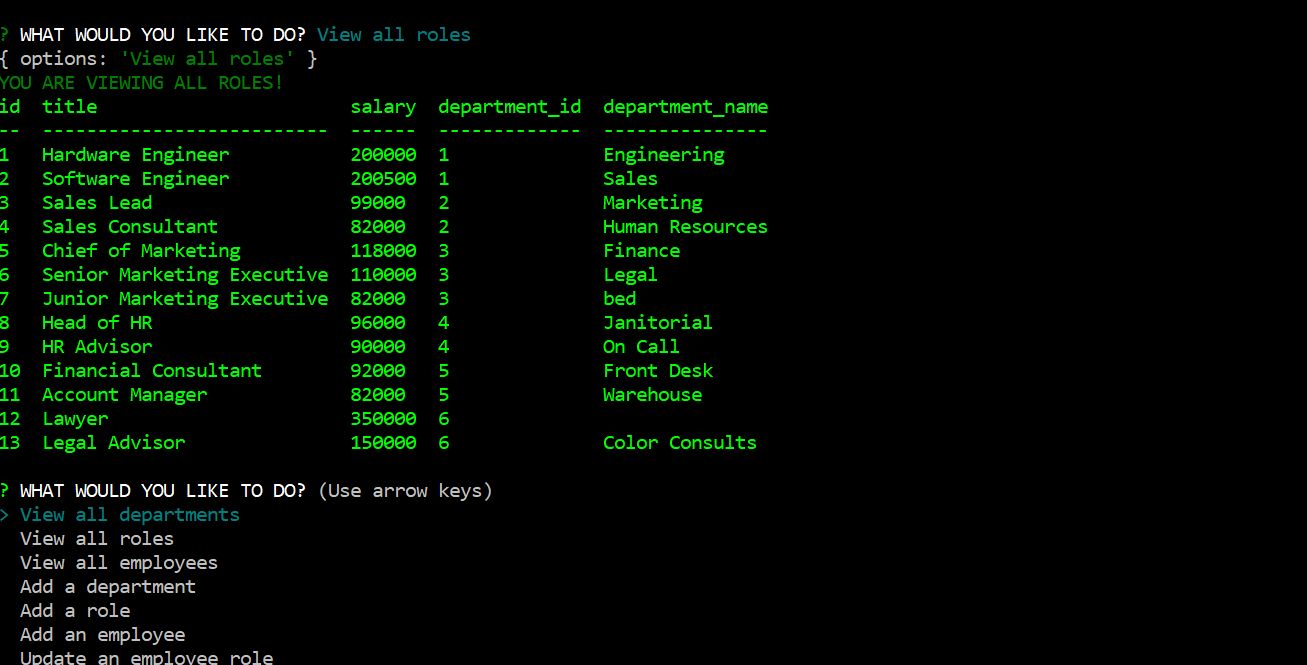 ? WHAT WOULD YOU LIKE TO DO? View all roles
{ options: 'View all roles' }
YOU ARE VIEWING ALL ROLES!
id  title                       salary  department_id  department_name
--  --------------------------  ------  -------------  ---------------
1   Hardware Engineer           200000  1              Engineering
2   Software Engineer           200500  1              Sales
3   Sales Lead                  99000   2              Marketing
4   Sales Consultant            82000   2              Human Resources
5   Chief of Marketing          118000  3              Finance
6   Senior Marketing Executive  110000  3              Legal
7   Junior Marketing Executive  82000   3              bed
8   Head of HR                  96000   4              Janitorial
9   HR Advisor                  90000   4              On Call
10  Financial Consultant        92000   5              Front Desk
11  Account Manager             82000   5              Warehouse
12  Lawyer                      350000  6
13  Legal Advisor               150000  6              Color Consults
? WHAT WOULD YOU LIKE TO DO? (Use arrow keys)
> View all departments
  View all roles
  View all employees
  Add a department
  Add a role
  Add an employee
  Update an employee role